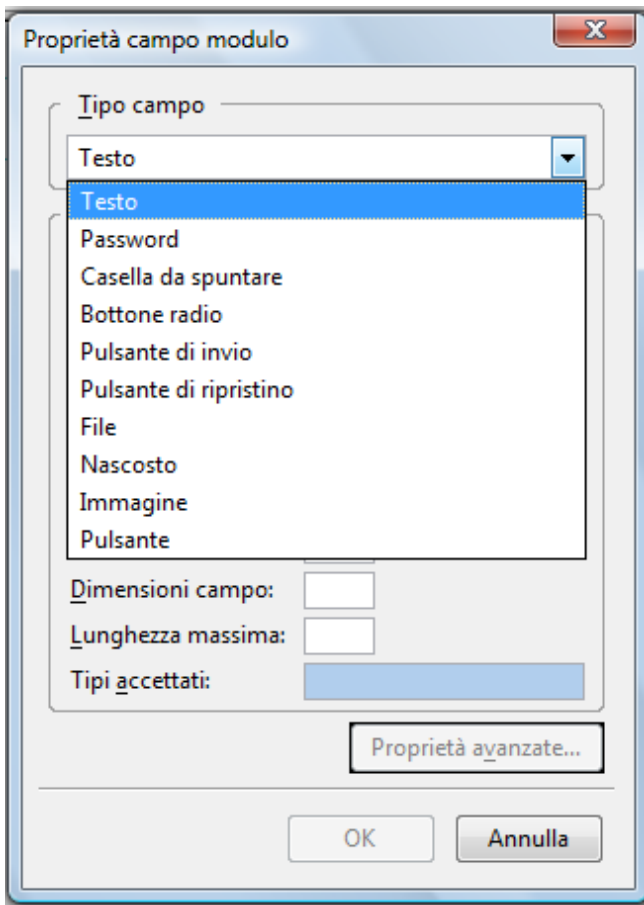 Proprietà campo modulo
Tipo campo
Testo
Testo
Password
Casella da spuntare
Bottone radio
Pulsante di invio
Pulsante di ripristino
File
Nascosto
Immagine
Pulsante
Dimensioni campo:
Lunghezza massima:
Tipi accettati:
Proprietà avanzate...
OK Annulla